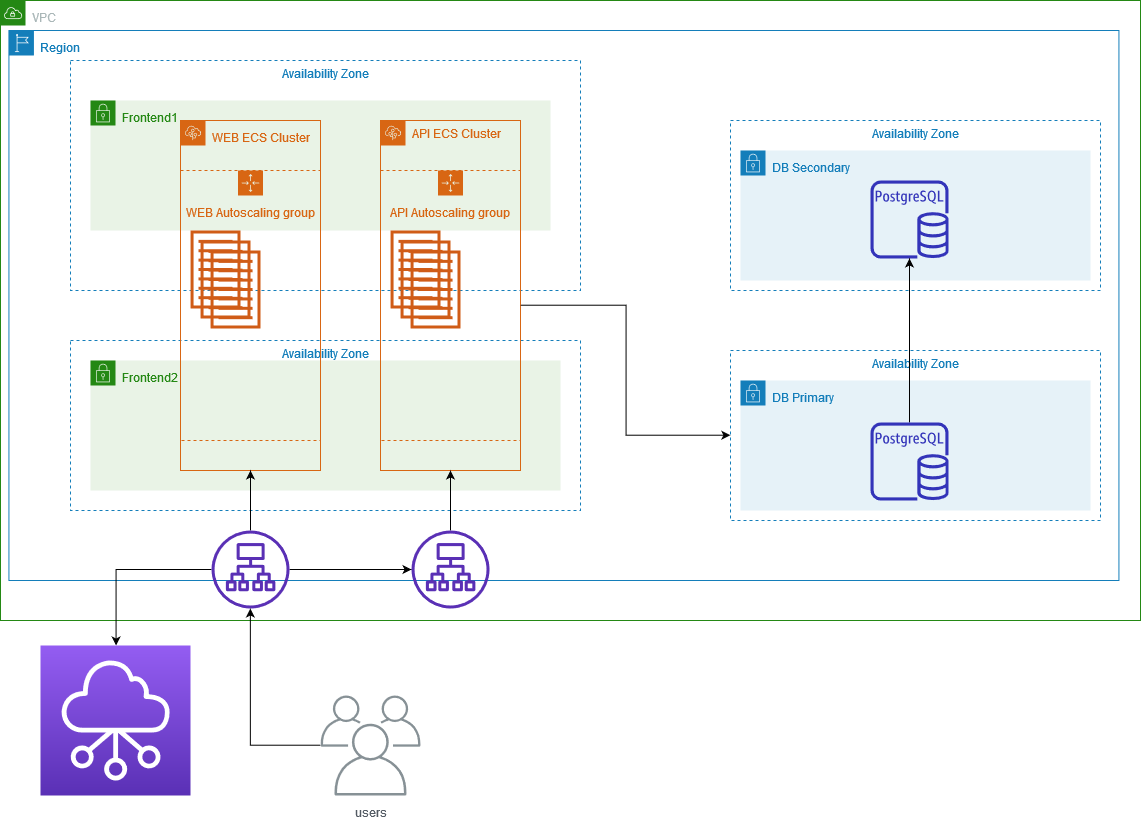 VPC
Region
Availability Zone
Frontend1
WEB ECS Cluster
API ECS Cluster
WEB Autoscaling group
API Autoscaling group
Availability Zone
DB Secondary
PostgreSQL
Availability Zone
Frontend2
Availability Zone
DB Primary
PostgreSQL
users